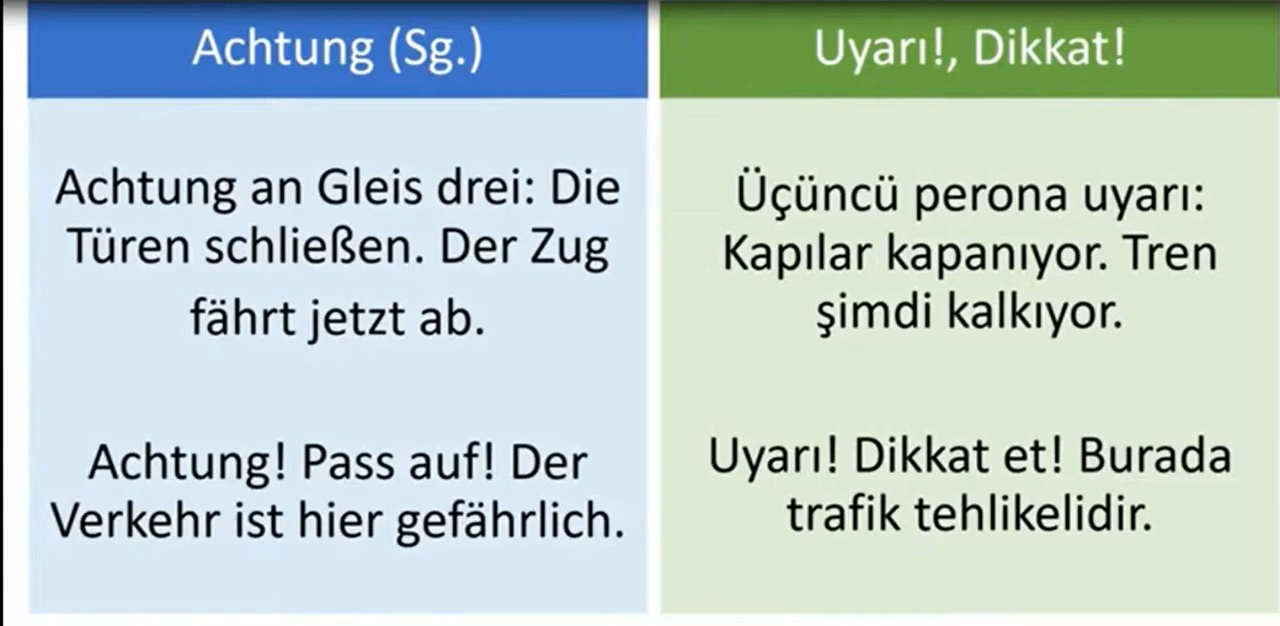 Achtung (Sg.)
Uyarı!, Dikkat!
Achtung an Gleis drei: Die
Türen schließen. Der Zug
fährt jetzt ab.
Achtung! Pass auf! Der
Verkehr ist hier gefährlich.
Üçüncü perona uyarı:
Kapılar kapanıyor. Tren
şimdi kalkıyor.
Uyarı! Dikkat et! Burada
trafik tehlikelidir.